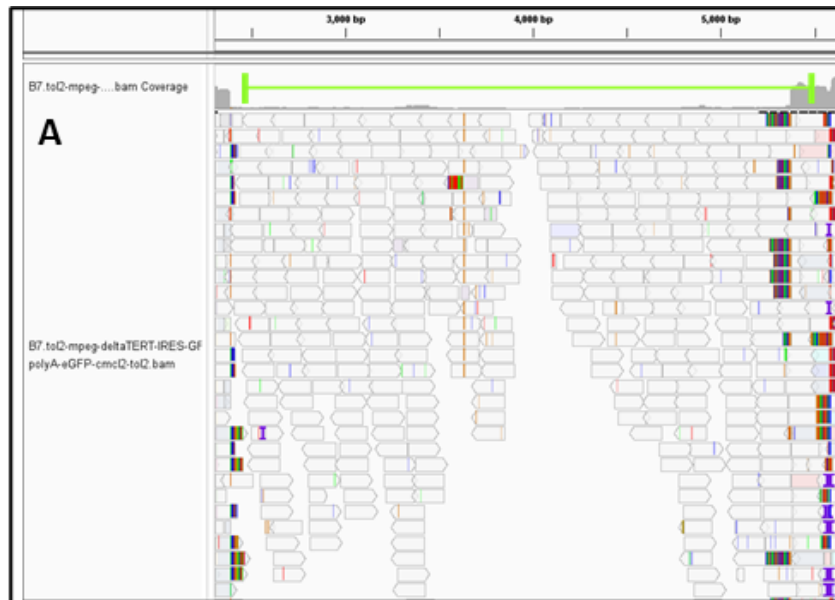 3,000 bp 4,000 bp 5,000 bp
B7.tol2-mpeg-....bam Coverage
A
B7.tol2-mpeg-deltaTERT-IRES-GF
polyA-eGFP-cmcl2-tol2.bam